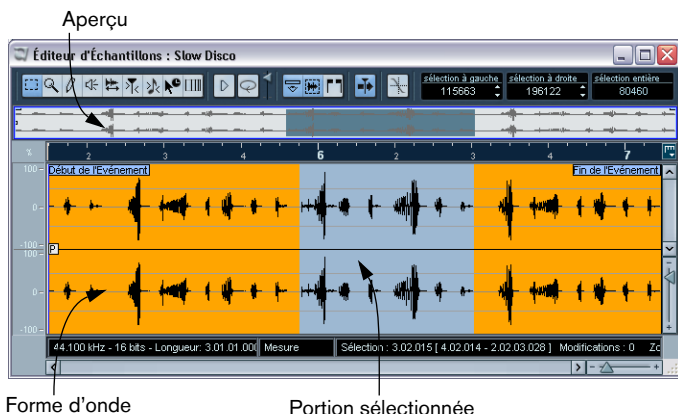 Aperçu
Éditeur d'Échantillons : Slow Disco
sélection à gauche sélection à droite sélection entière
115663 196122 80460
% 2 3 4 6 2 3 4 7
Début de l'Evénement Fin de l'Evénement
100
0
-100
P
100
0
-100
44.100 kHz - 16 bits - Longueur: 3.01.01.00 Mesure Sélection : 3.02.015 [ 4.02.014 - 2.02.03.028 ] Modifications : 0
Forme d'onde
Portion sélectionnée